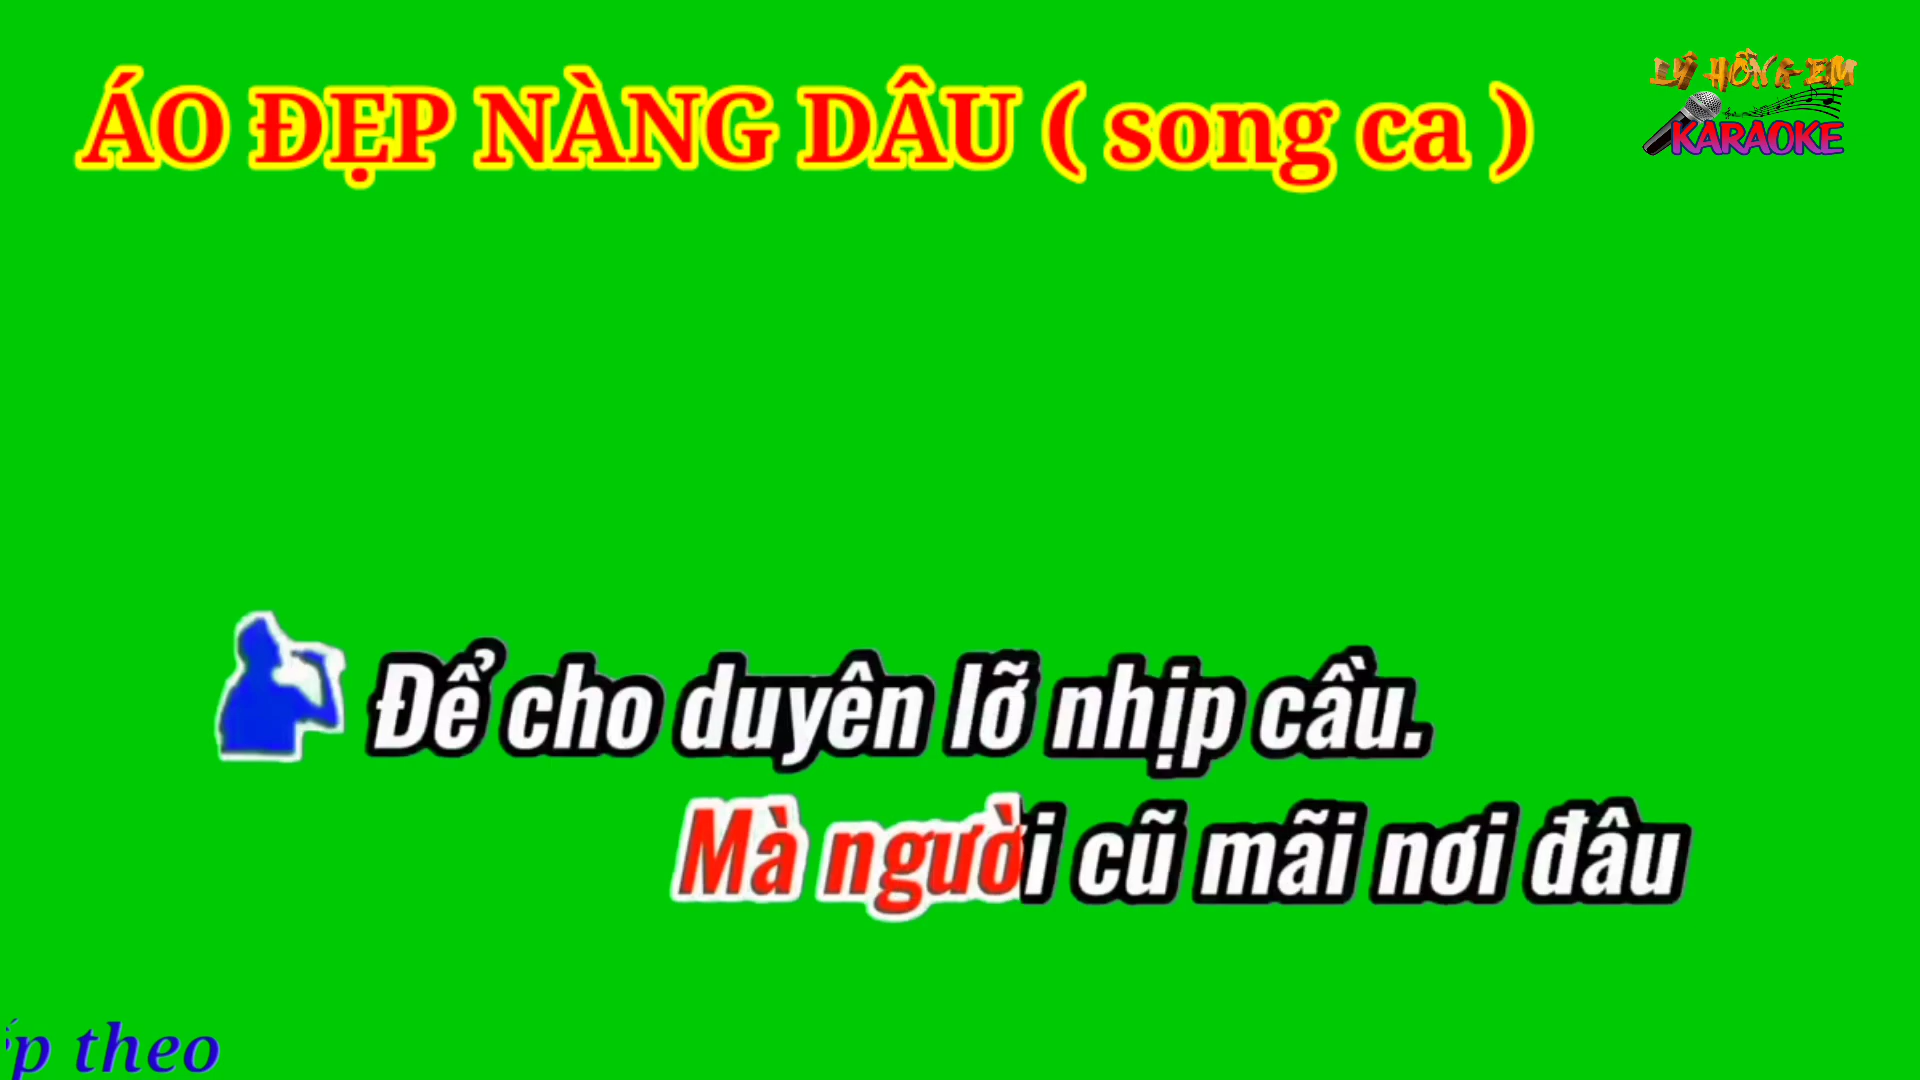 ÁO ĐẸP NÀNG DÂU ( song ca )
LÝ HỒNG EM
KARAOKE
Để cho duyên lỡ nhịp cầu.
Mà người cũ mãi nơi đâu
theo